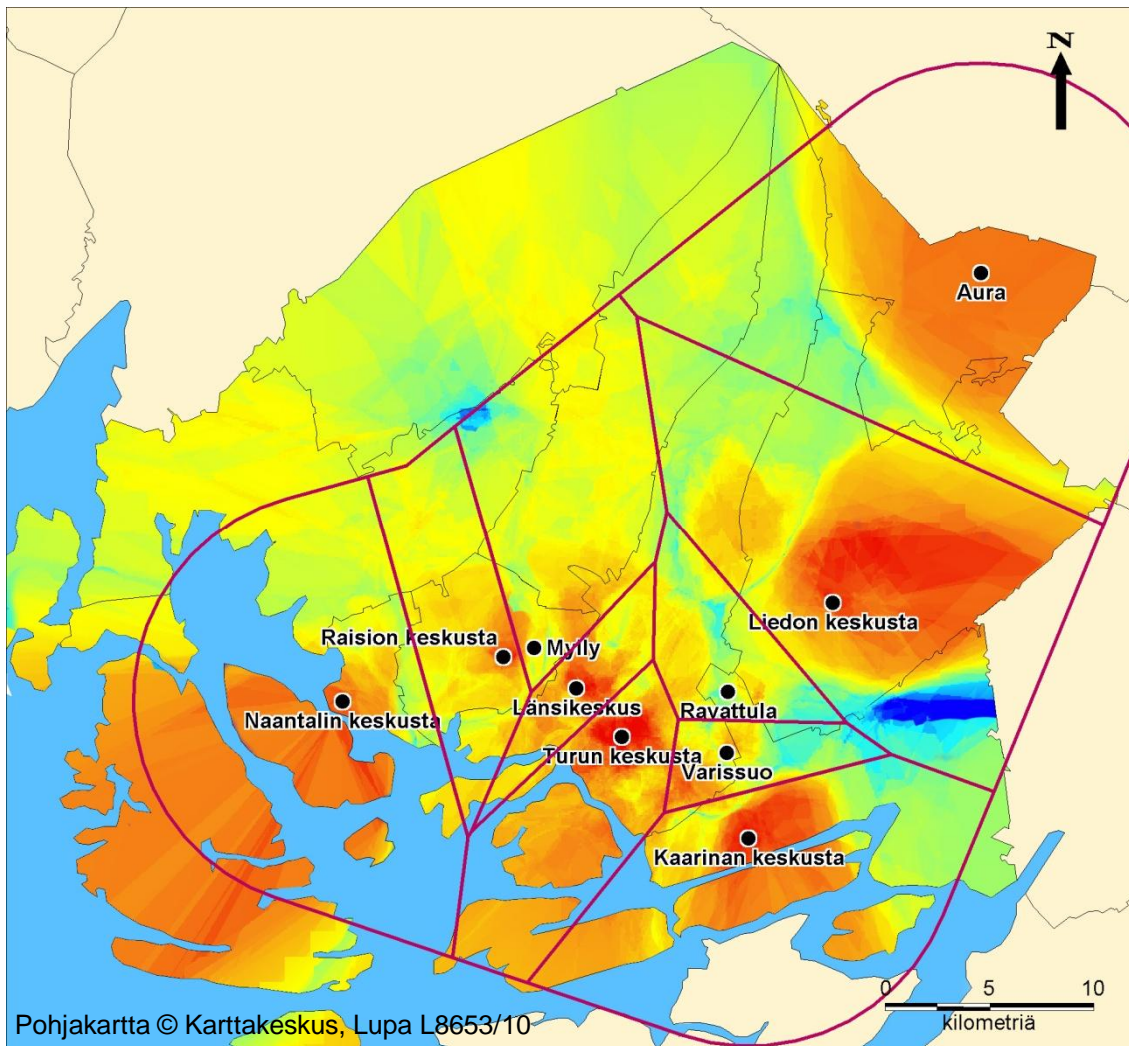 N
Aura
Liedon keskusta
Raision keskusta
Mylly
Länsikeskus
Ravattula
Naantalin keskusta
Turun keskusta
Varissuo
Kaarinan keskusta
0 5 10
kilometriä
Pohjakartta © Karttakeskus, Lupa L8653/10